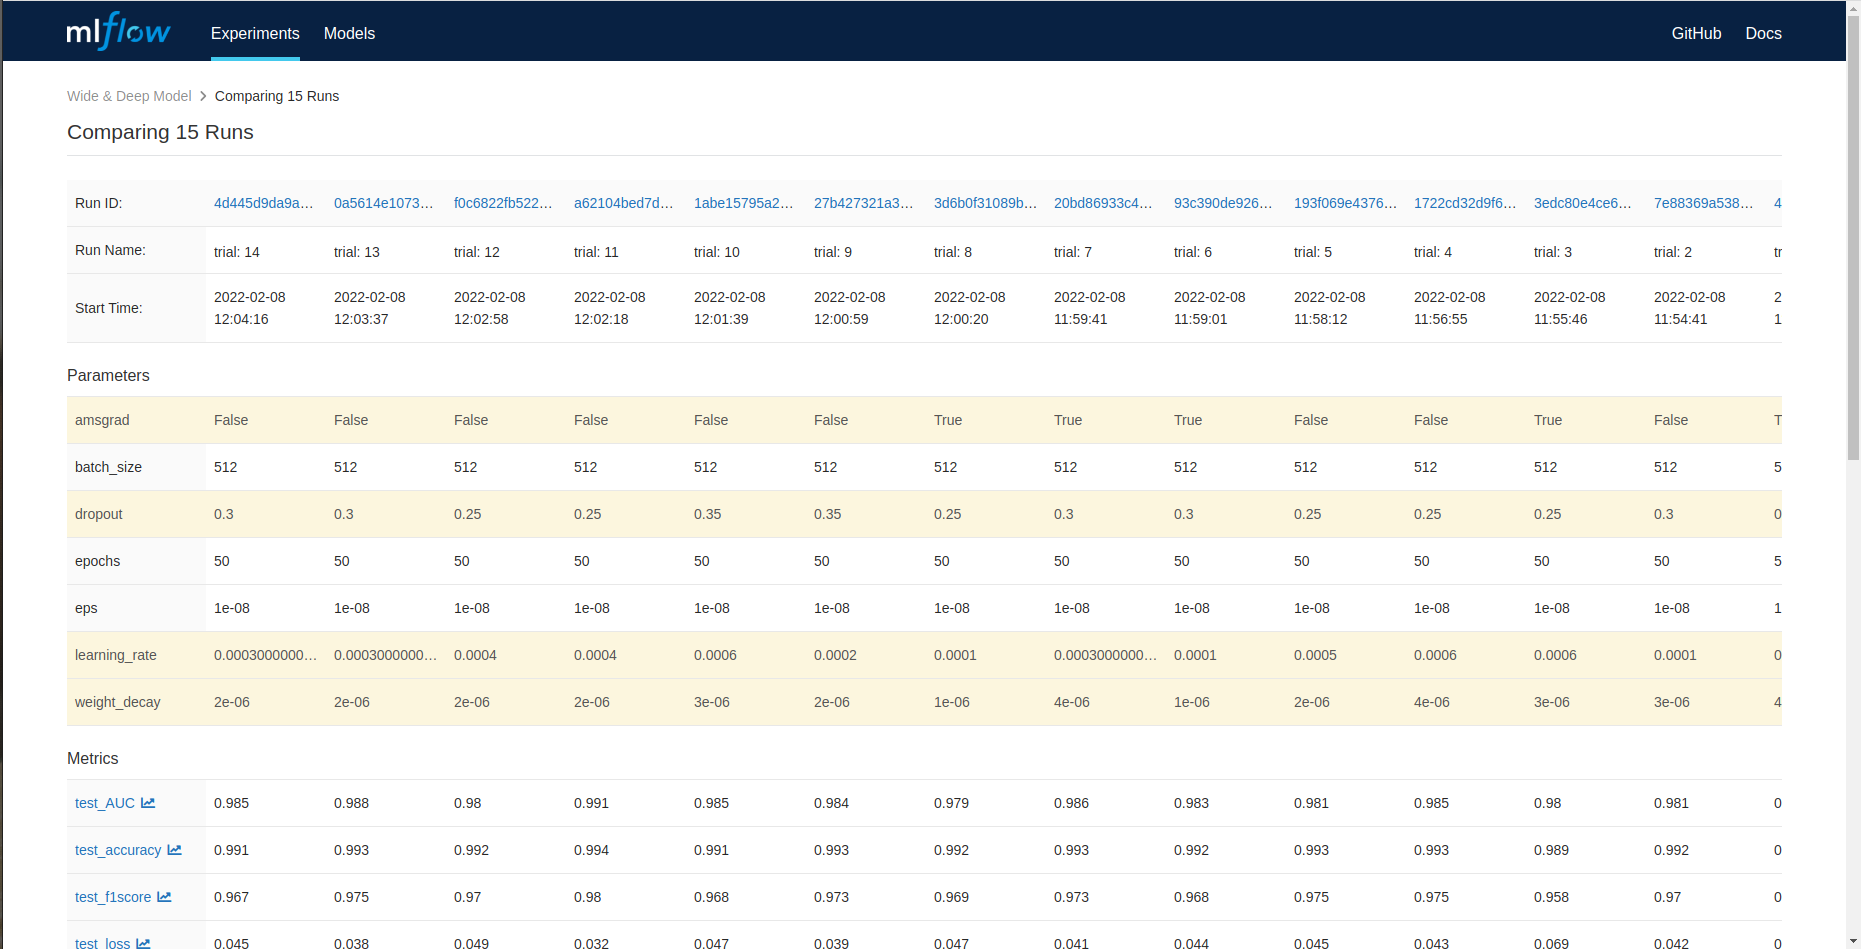 mlflow Experiments Models GitHub Docs
Wide & Deep Model > Comparing 15 Runs
Comparing 15 Runs
Run ID: 4d445d9da9a... 0a5614e1073... f0c6822fb522... a62104bed7d... 1abe15795a2... 27b427321a3... 3d6b0f31089b... 20bd86933c4... 93c390de926... 193f069e4376... 1722cd32d9f6... 3edc80e4ce6... 7e88369a538... 4
Run Name: trial: 14 trial: 13 trial: 12 trial: 11 trial: 10 trial: 9 trial: 8 trial: 7 trial: 6 trial: 5 trial: 4 trial: 3 trial: 2 tr
Start Time: 2022-02-08 2022-02-08 2022-02-08 2022-02-08 2022-02-08 2022-02-08 2022-02-08 2022-02-08 2022-02-08 2022-02-08 2022-02-08 2022-02-08 2022-02-08 2
12:04:16 12:03:37 12:02:58 12:02:18 12:01:39 12:00:59 12:00:20 11:59:41 11:59:01 11:58:12 11:56:55 11:55:46 11:54:41 1
Parameters
amsgrad False False False False False False True True True False False True False T
batch_size 512 512 512 512 512 512 512 512 512 512 512 512 512 5
dropout 0.3 0.3 0.25 0.25 0.35 0.35 0.25 0.3 0.3 0.25 0.25 0.25 0.3 0
epochs 50 50 50 50 50 50 50 50 50 50 50 50 50 5
eps 1e-08 1e-08 1e-08 1e-08 1e-08 1e-08 1e-08 1e-08 1e-08 1e-08 1e-08 1e-08 1e-08 1
learning_rate 0.0003000000... 0.0003000000... 0.0004 0.0004 0.0006 0.0002 0.0001 0.0003000000... 0.0001 0.0005 0.0006 0.0006 0.0001 0
weight_decay 2e-06 2e-06 2e-06 2e-06 3e-06 2e-06 1e-06 4e-06 1e-06 2e-06 4e-06 3e-06 3e-06 4
Metrics
test_AUC 0.985 0.988 0.98 0.991 0.985 0.984 0.979 0.986 0.983 0.981 0.985 0.98 0.981 0
test_accuracy 0.991 0.993 0.992 0.994 0.991 0.993 0.992 0.993 0.992 0.993 0.993 0.989 0.992 0
test_f1score 0.967 0.975 0.97 0.98 0.968 0.973 0.969 0.973 0.968 0.975 0.975 0.958 0.97 0
test_loss 0.045 0.038 0.049 0.032 0.047 0.039 0.047 0.041 0.044 0.045 0.043 0.069 0.042 0